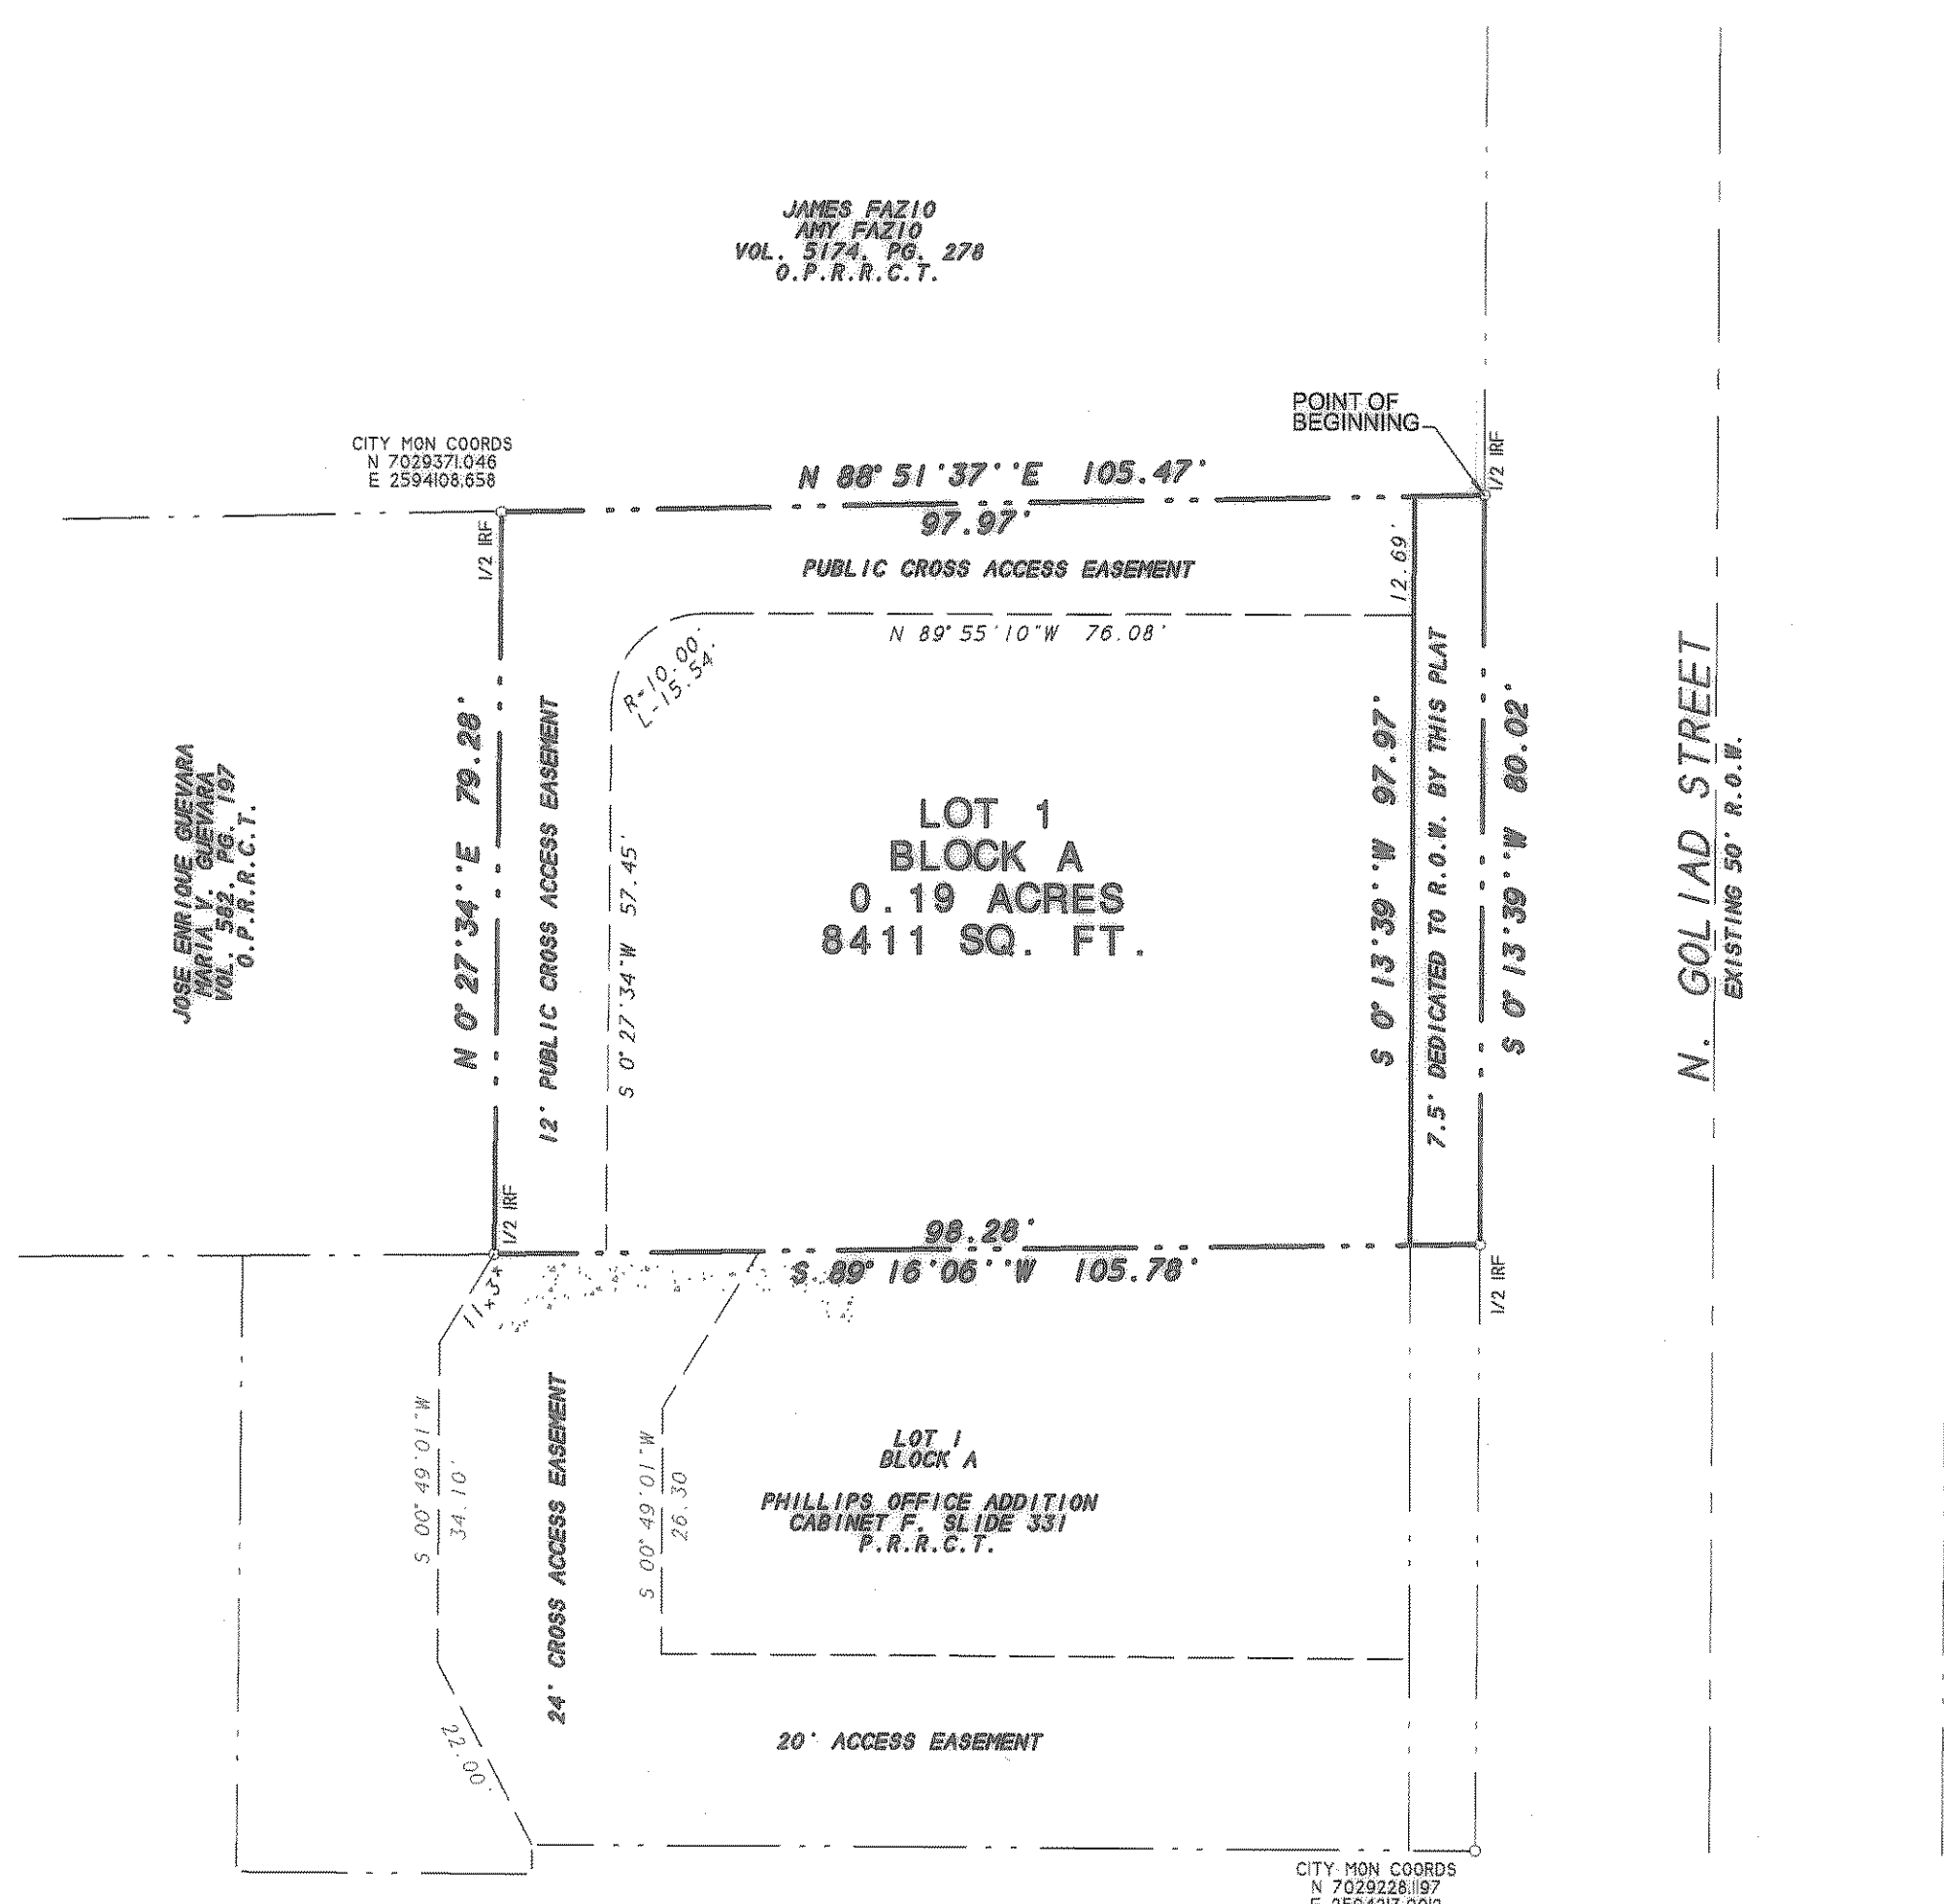 JAMES FAZIO
AMY FAZIO
VOL. 5174, PG. 278
O.P.R.R.C.T.
POINT OF
BEGINNING
1/2 IRF
CITY MON COORDS
N 7029371.046
E 2594108.658
N 88° 51'37''E 105.47'
97.97'
1/2 IRF
12.69'
PUBLIC CROSS ACCESS EASEMENT
N 89°55'10"W 76.08'
R-10.00'
L-15.54'
JOSE ENRIQUE GUEVARA
MARIA V. GUEVARA
VOL. 582, PG. 197
O.P.R.R.C.T.
N 0° 27'34''E 79.28'
12' PUBLIC CROSS ACCESS EASEMENT
S 0°27'34"W 57.45'
LOT 1
BLOCK A
0.19 ACRES
8411 SQ. FT.
S 0° 13'39''W 97.97'
7.5' DEDICATED TO R.O.W. BY THIS PLAT
S 0° 13'39''W 80.02'
N. GOLIAD STREET
EXISTING 50' R.O.W.
1/2 IRF
98.28'
S 89° 16'06''W 105.78'
1/2 IRF
S 00°49'01"W
34.10'
24' CROSS ACCESS EASEMENT
S 00°49'01"W
26.30
LOT 1
BLOCK A
PHILLIPS OFFICE ADDITION
CABINET F, SLIDE 331
P.R.R.C.T.
22.00'
20' ACCESS EASEMENT
CITY MON COORDS
N 7029228.1197